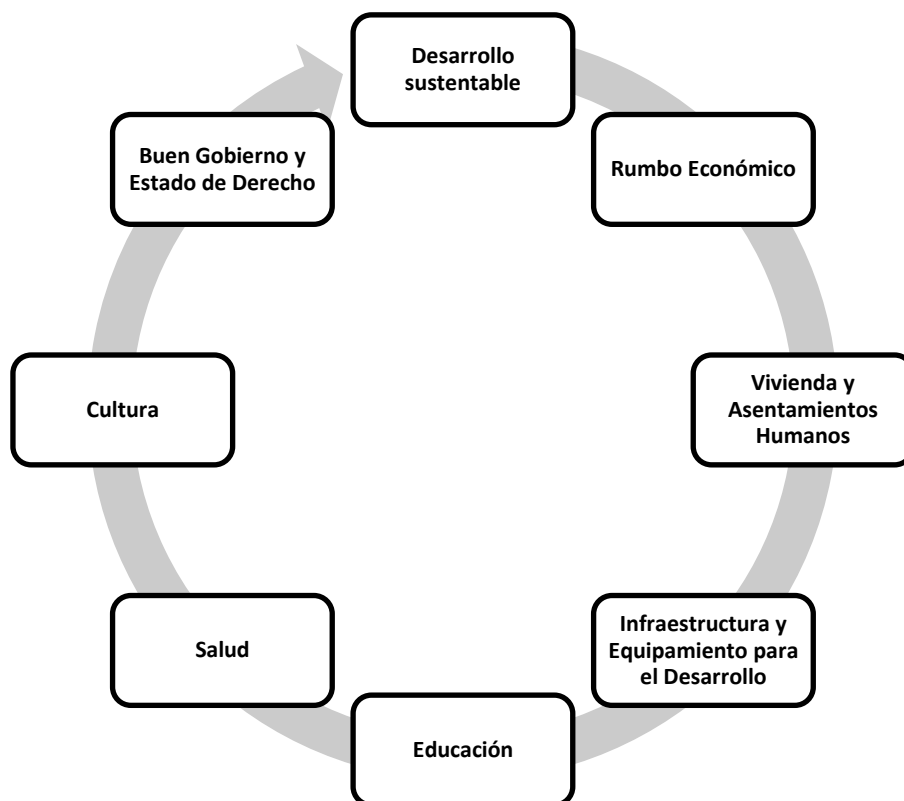 Desarrollo
sustentable
Rumbo Económico
Vivienda y
Asentamientos
Humanos
Infraestructura y
Equipamiento para
el Desarrollo
Educación
Salud
Cultura
Buen Gobierno y
Estado de Derecho